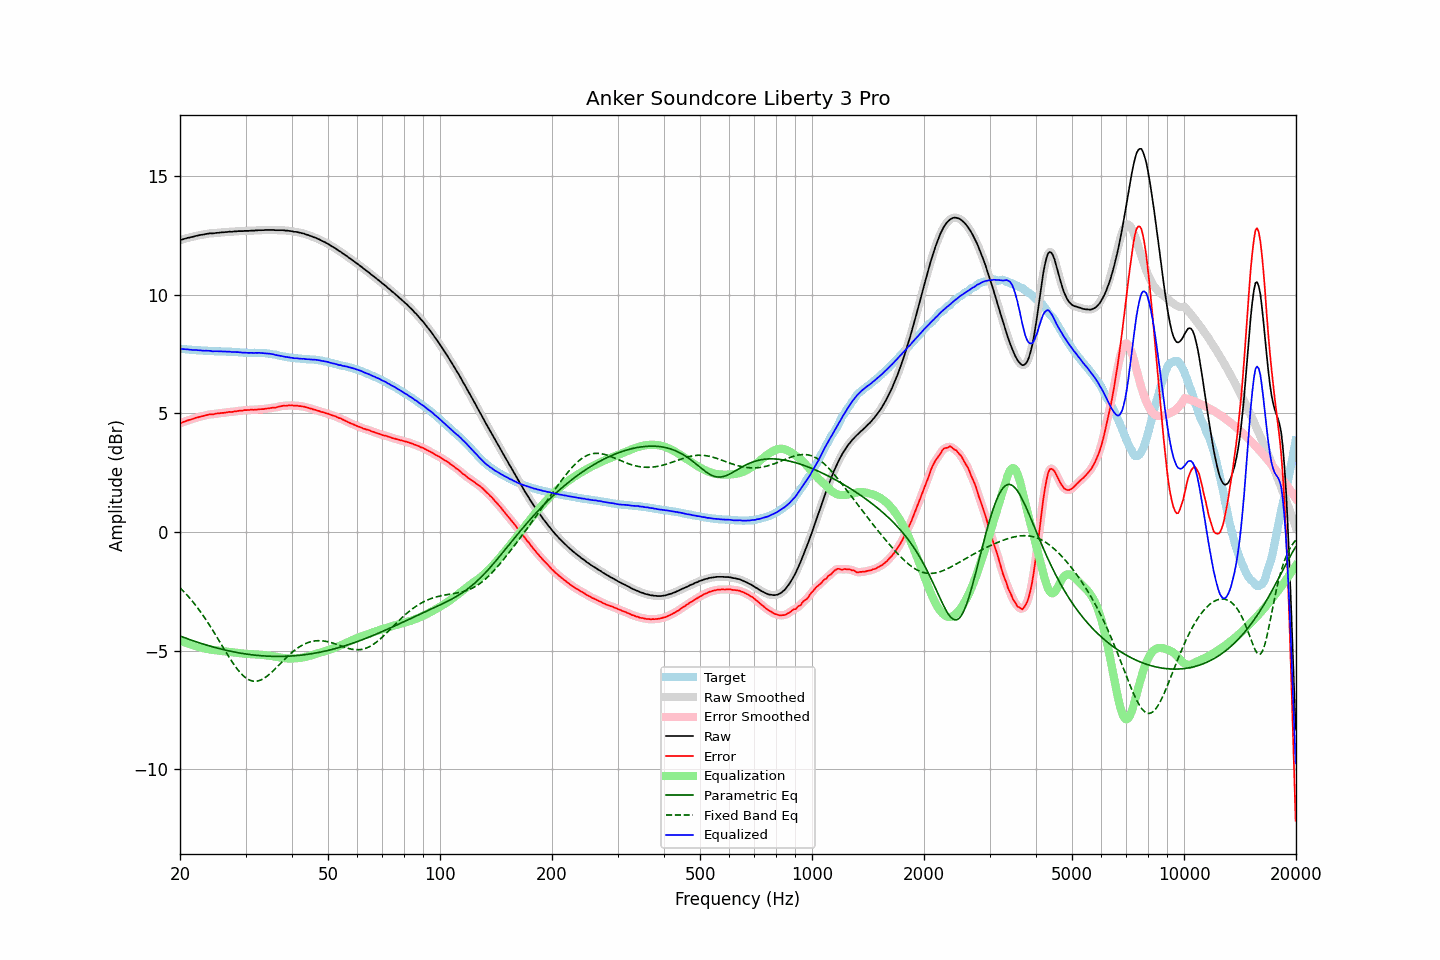 Anker Soundcore Liberty 3 Pro
Amplitude (dBr)
15
10
5
0
−5
−10
20
50
100
200
500
1000
2000
5000
10000
20000
Frequency (Hz)
Target
Raw Smoothed
Error Smoothed
Raw
Error
Equalization
Parametric Eq
Fixed Band Eq
Equalized